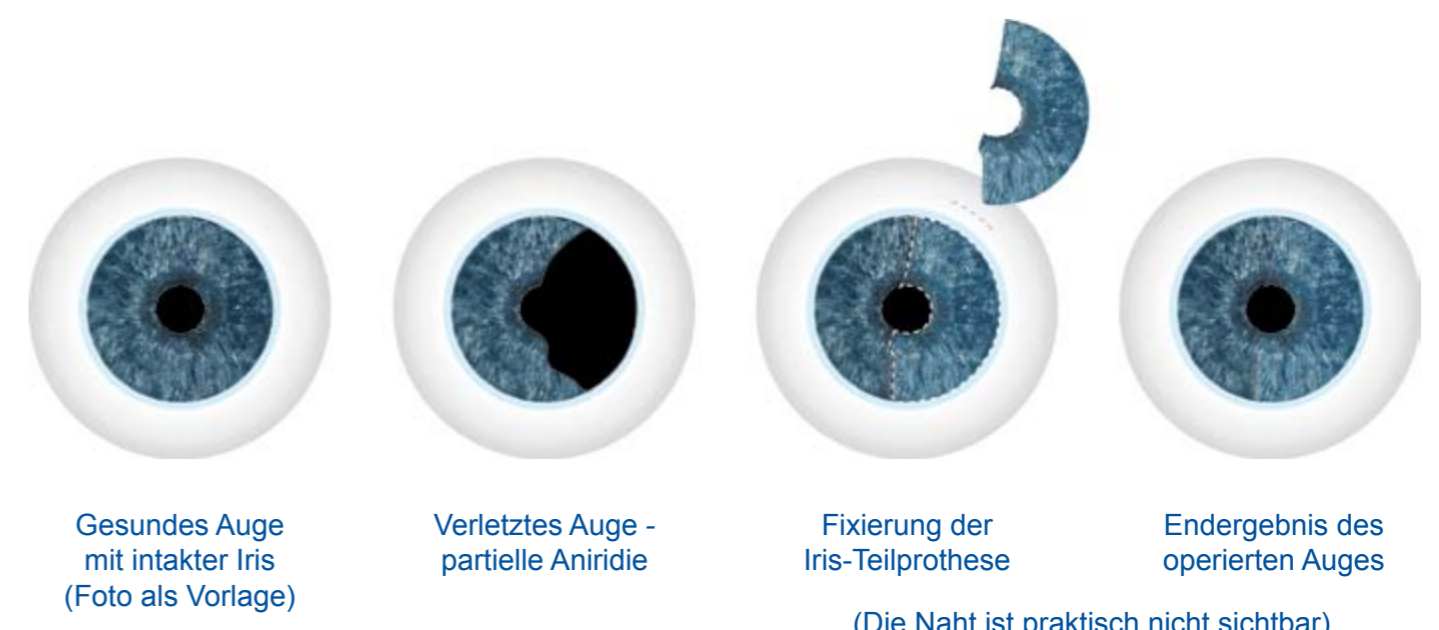 Gesundes Auge
mit intakter Iris
(Foto als Vorlage)
Verletztes Auge -
partielle Aniridie
Fixierung der
Iris-Teilprothese
Endergebnis des
operierten Auges
(Die Naht ist praktisch nicht sichtbar)